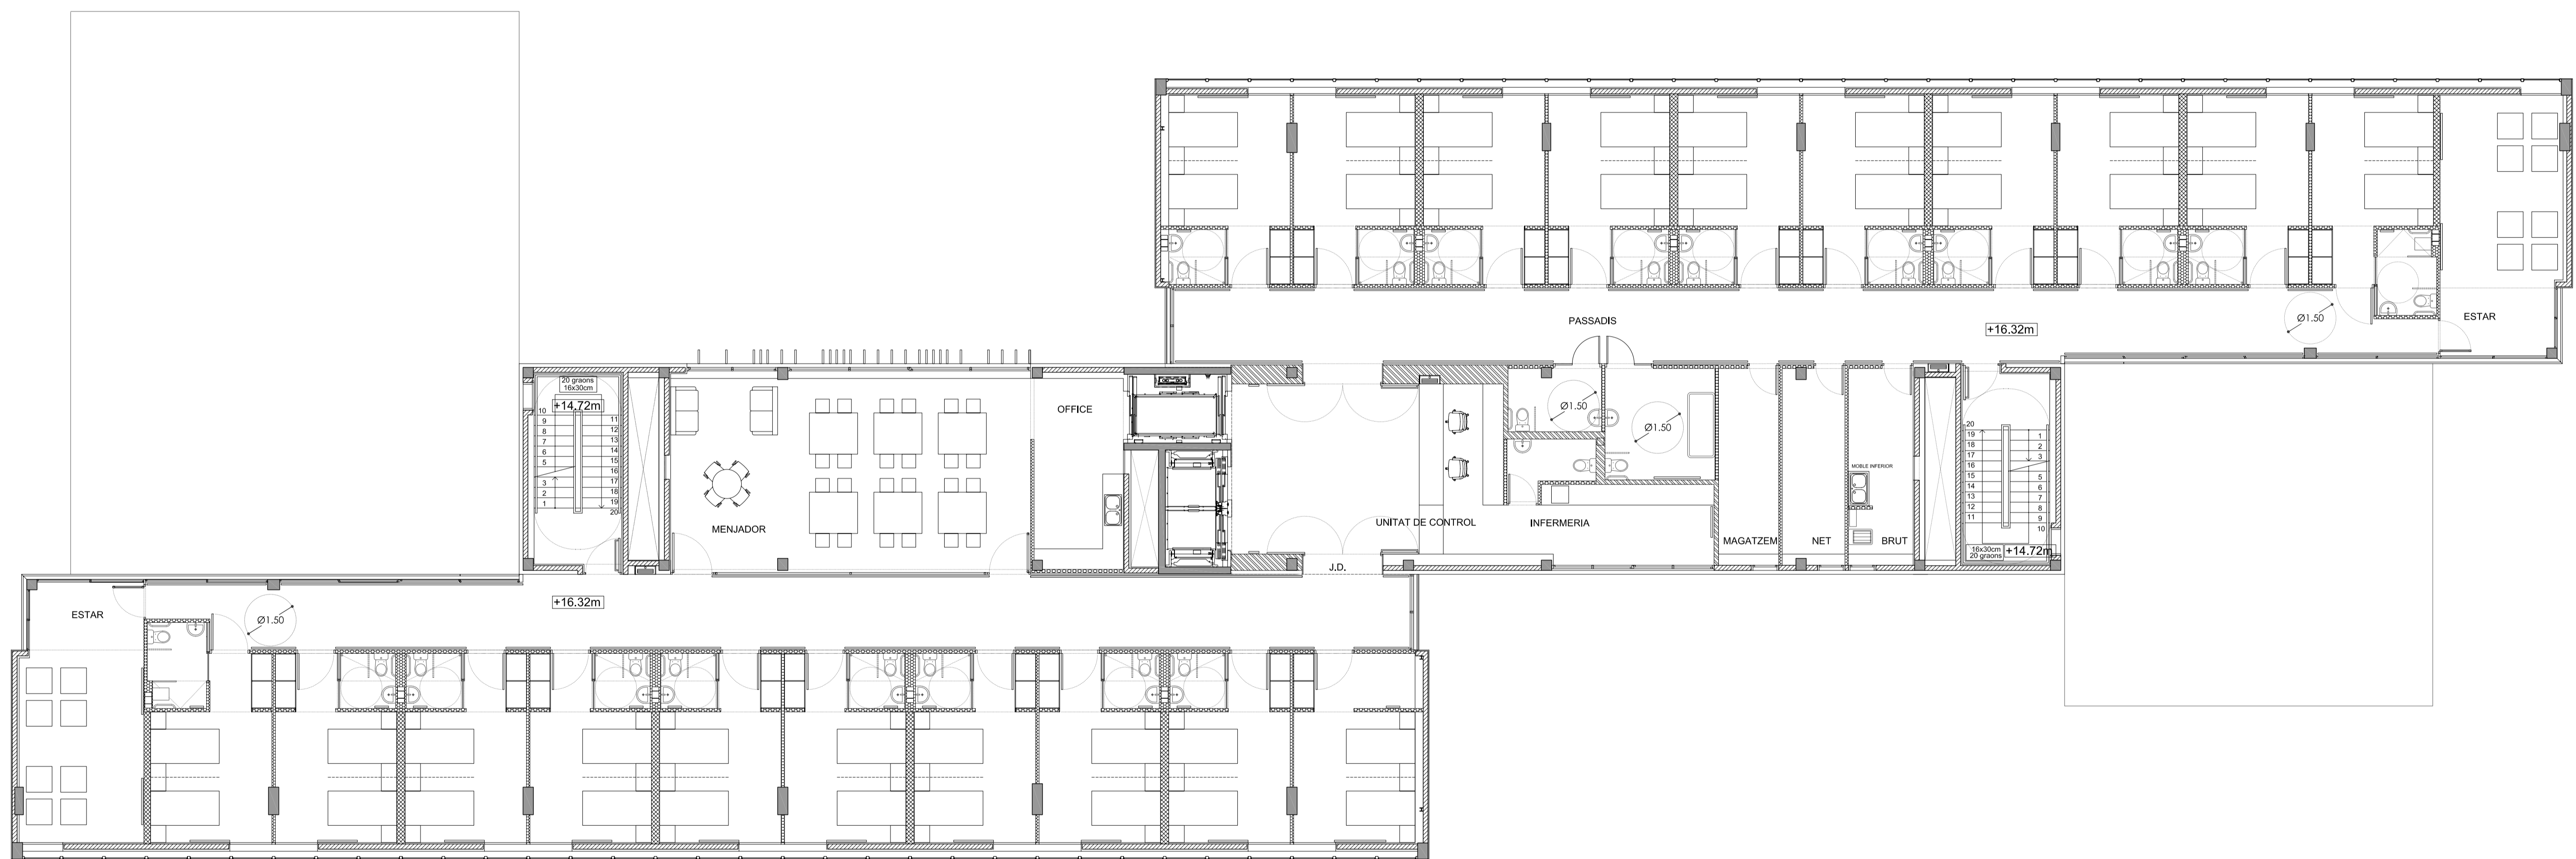 PASSADIS
+16.32m
Ø1.50
ESTAR
20 graons
16x30cm
+14.72m
10
9
8
7
6
5
3
2
1
11
12
13
14
15
16
17
18
19
20
MENJADOR
OFFICE
UNITAT DE CONTROL
INFERMERIA
Ø1.50
Ø1.50
MAGATZEM
NET
BRUT
MOBLE INFERIOR
20
19
18
17
16
15
14
13
12
11
1
2
3
5
6
7
8
9
10
16x30cm
20 graons
+14.72m
J.D.
ESTAR
Ø1.50
+16.32m